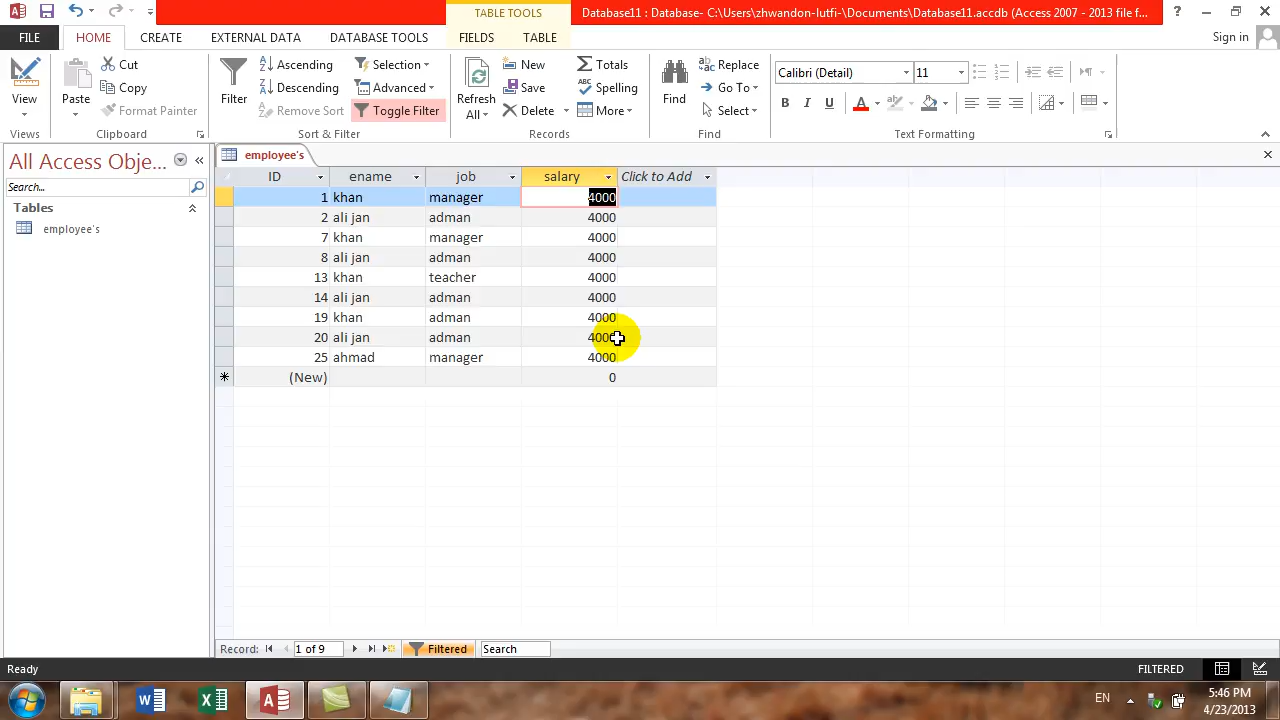 TABLE TOOLS
Database11 : Database- C:\Users\zhwandon-lutfi-\Documents\Database11.accdb (Access 2007 - 2013 file f...
?
FILE HOME CREATE EXTERNAL DATA DATABASE TOOLS FIELDS TABLE Sign in
View
Views
Paste
Cut
Copy
Format Painter
Clipboard
Filter
Ascending
Descending
Remove Sort
Selection
Advanced
Toggle Filter
Sort & Filter
Refresh
All
New
Save
Delete
Totals
Spelling
More
Records
Find
Replace
Go To
Select
Find
Calibri (Detail) 11
B I U A
Text Formatting
All Access Obje...
Search...
Tables
employee's
employee's
ID ename job salary Click to Add
1 khan manager 4000
2 ali jan adman 4000
7 khan manager 4000
8 ali jan adman 4000
13 khan teacher 4000
14 ali jan adman 4000
19 khan adman 4000
20 ali jan adman 4000
25 ahmad manager 4000
(New) 0
Record: 1 of 9 Filtered Search
Ready FILTERED
EN 5:46 PM
4/23/2013